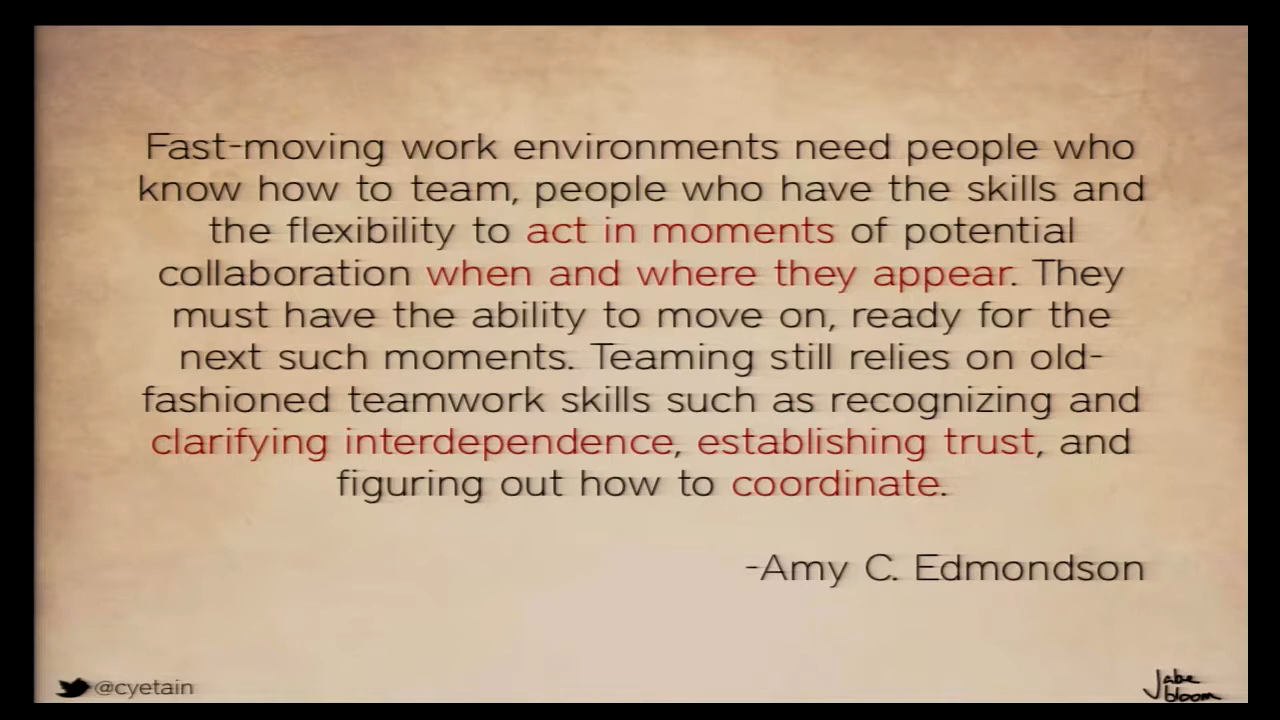 Fast-moving work environments need people who
know how to team, people who have the skills and
the flexibility to act in moments of potential
collaboration when and where they appear. They
must have the ability to move on, ready for the
next such moments. Teaming still relies on old-
fashioned teamwork skills such as recognizing and
clarifying interdependence, establishing trust, and
figuring out how to coordinate.
-Amy C. Edmondson
@cyetain
Jabe
bloom